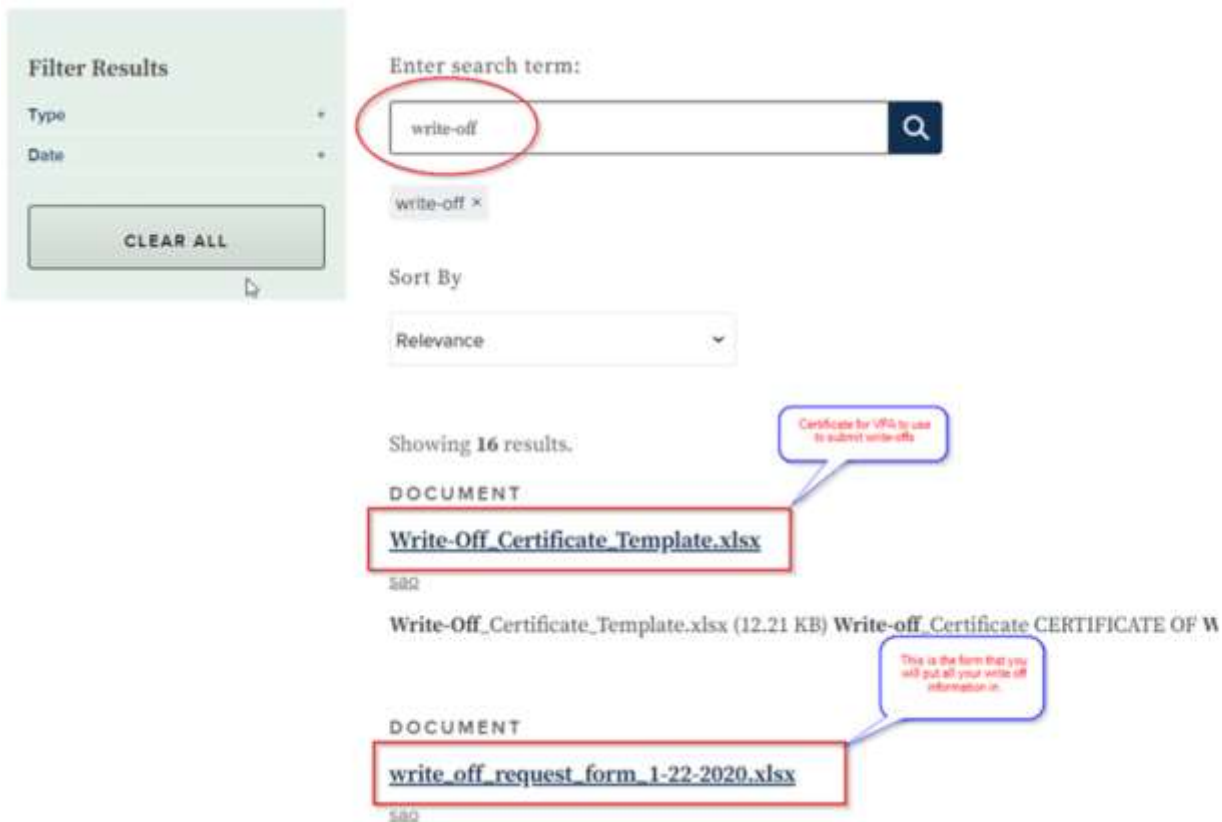 Filter Results
Type +
Date +
CLEAR ALL
Enter search term:
write-off
write-off ×
Sort By
Relevance
Showing 16 results.
Certificate for VPA to use
to submit write-offs
DOCUMENT
Write-Off_Certificate_Template.xlsx
sao
Write-Off_Certificate_Template.xlsx (12.21 KB) Write-off_Certificate CERTIFICATE OF W
This is the form that you
will put all your write off
information in.
DOCUMENT
write_off_request_form_1-22-2020.xlsx
sao